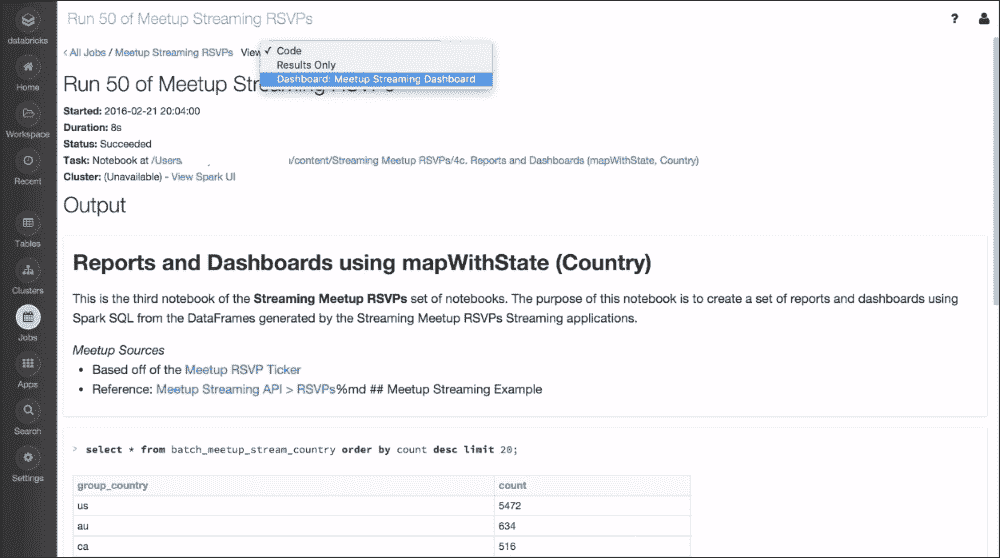 databricks
Home
Workspace
Recent
Tables
Clusters
Jobs
Apps
Search
Settings
Run 50 of Meetup Streaming RSVPs
?
< All Jobs / Meetup Streaming RSVPs View
✓ Code
Results Only
Dashboard: Meetup Streaming Dashboard
Run 50 of Meetup Streaming RSVPs
Started: 2016-02-21 20:04:00
Duration: 8s
Status: Succeeded
Task: Notebook at /Users/ /content/Streaming Meetup RSVPs/4c. Reports and Dashboards (mapWithState, Country)
Cluster: (Unavailable) - View Spark UI
Output
Reports and Dashboards using mapWithState (Country)
This is the third notebook of the Streaming Meetup RSVPs set of notebooks. The purpose of this notebook is to create a set of reports and dashboards using
Spark SQL from the DataFrames generated by the Streaming Meetup RSVPs Streaming applications.
Meetup Sources
• Based off of the Meetup RSVP Ticker
• Reference: Meetup Streaming API > RSVPs%md ## Meetup Streaming Example
> select * from batch_meetup_stream_country order by count desc limit 20;
group_country count
us 5472
au 634
ca 516